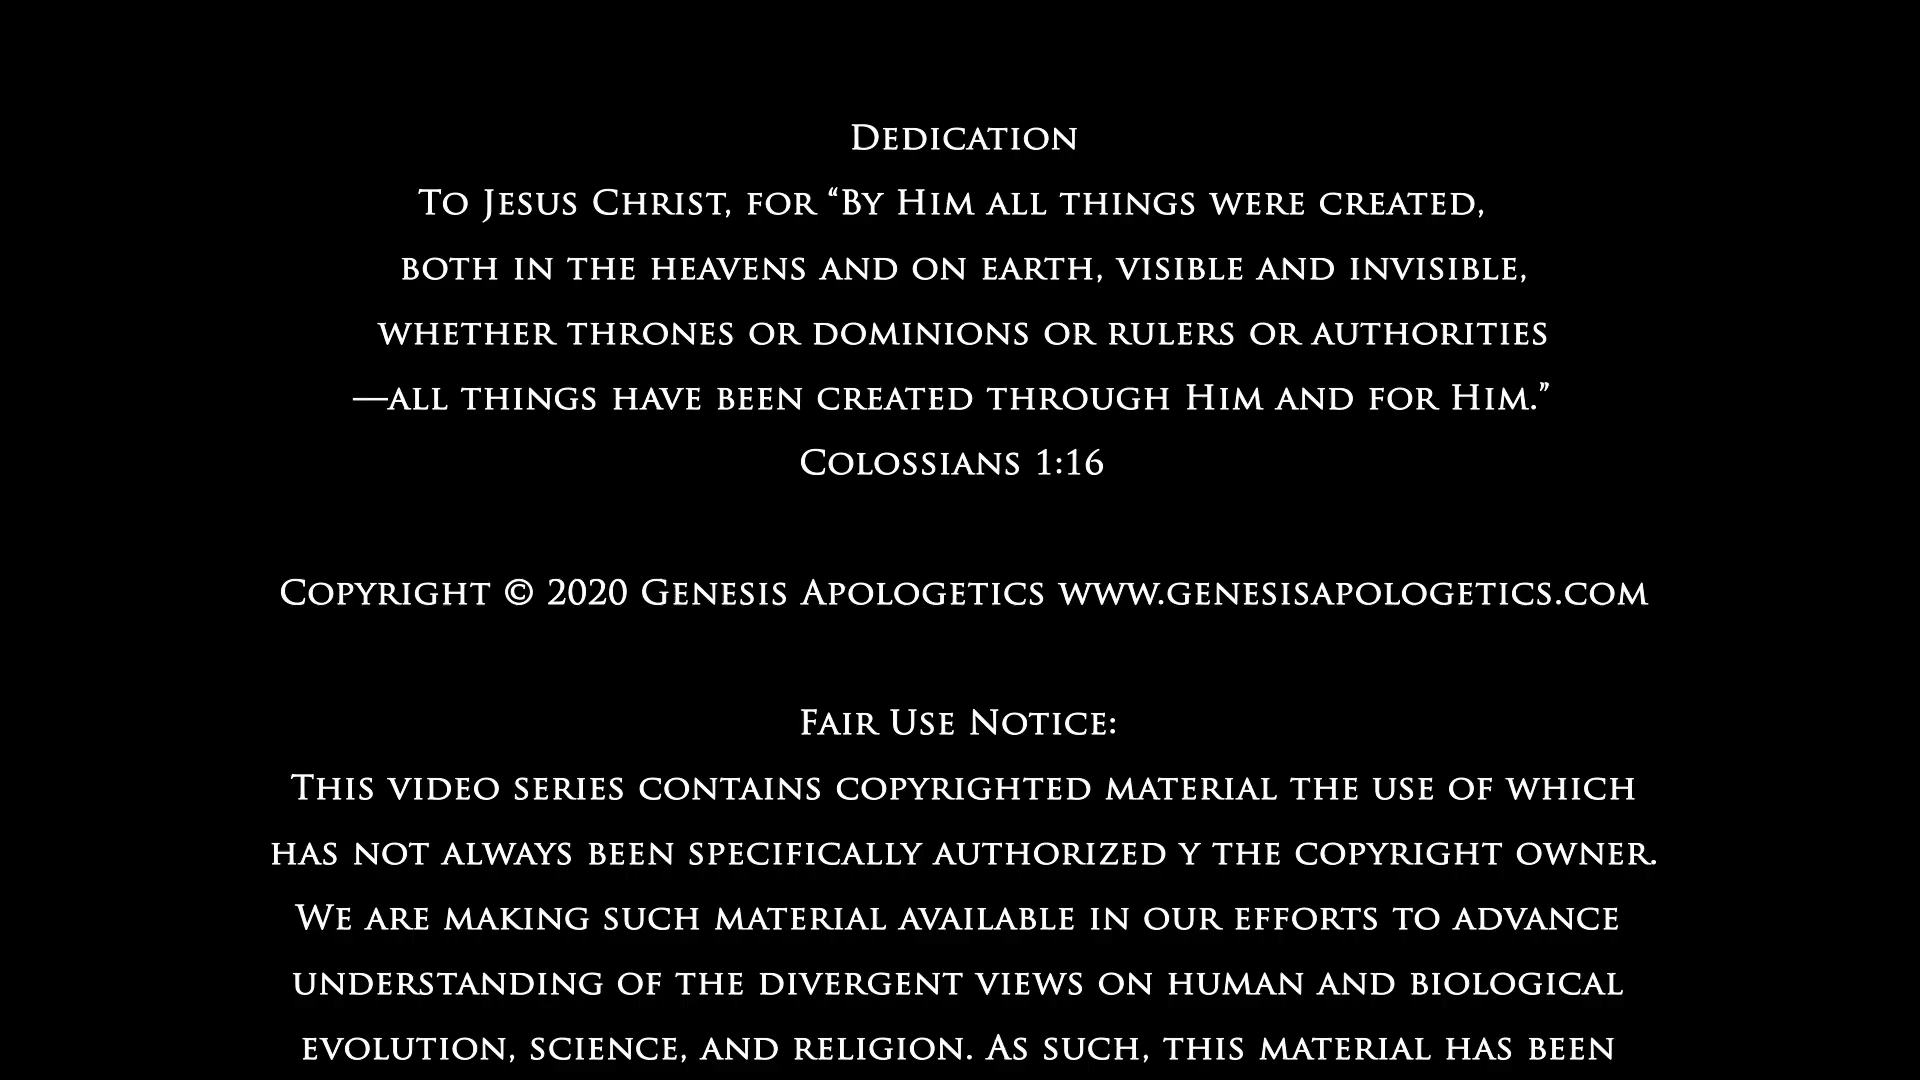 Dedication
To Jesus Christ, for “By Him all things were created,
both in the heavens and on earth, visible and invisible,
whether thrones or dominions or rulers or authorities
—all things have been created through Him and for Him.”
Colossians 1:16
Copyright © 2020 Genesis Apologetics www.genesisapologetics.com
Fair Use Notice:
This video series contains copyrighted material the use of which
has not always been specifically authorized y the copyright owner.
We are making such material available in our efforts to advance
understanding of the divergent views on human and biological
evolution, science, and religion. As such, this material has been